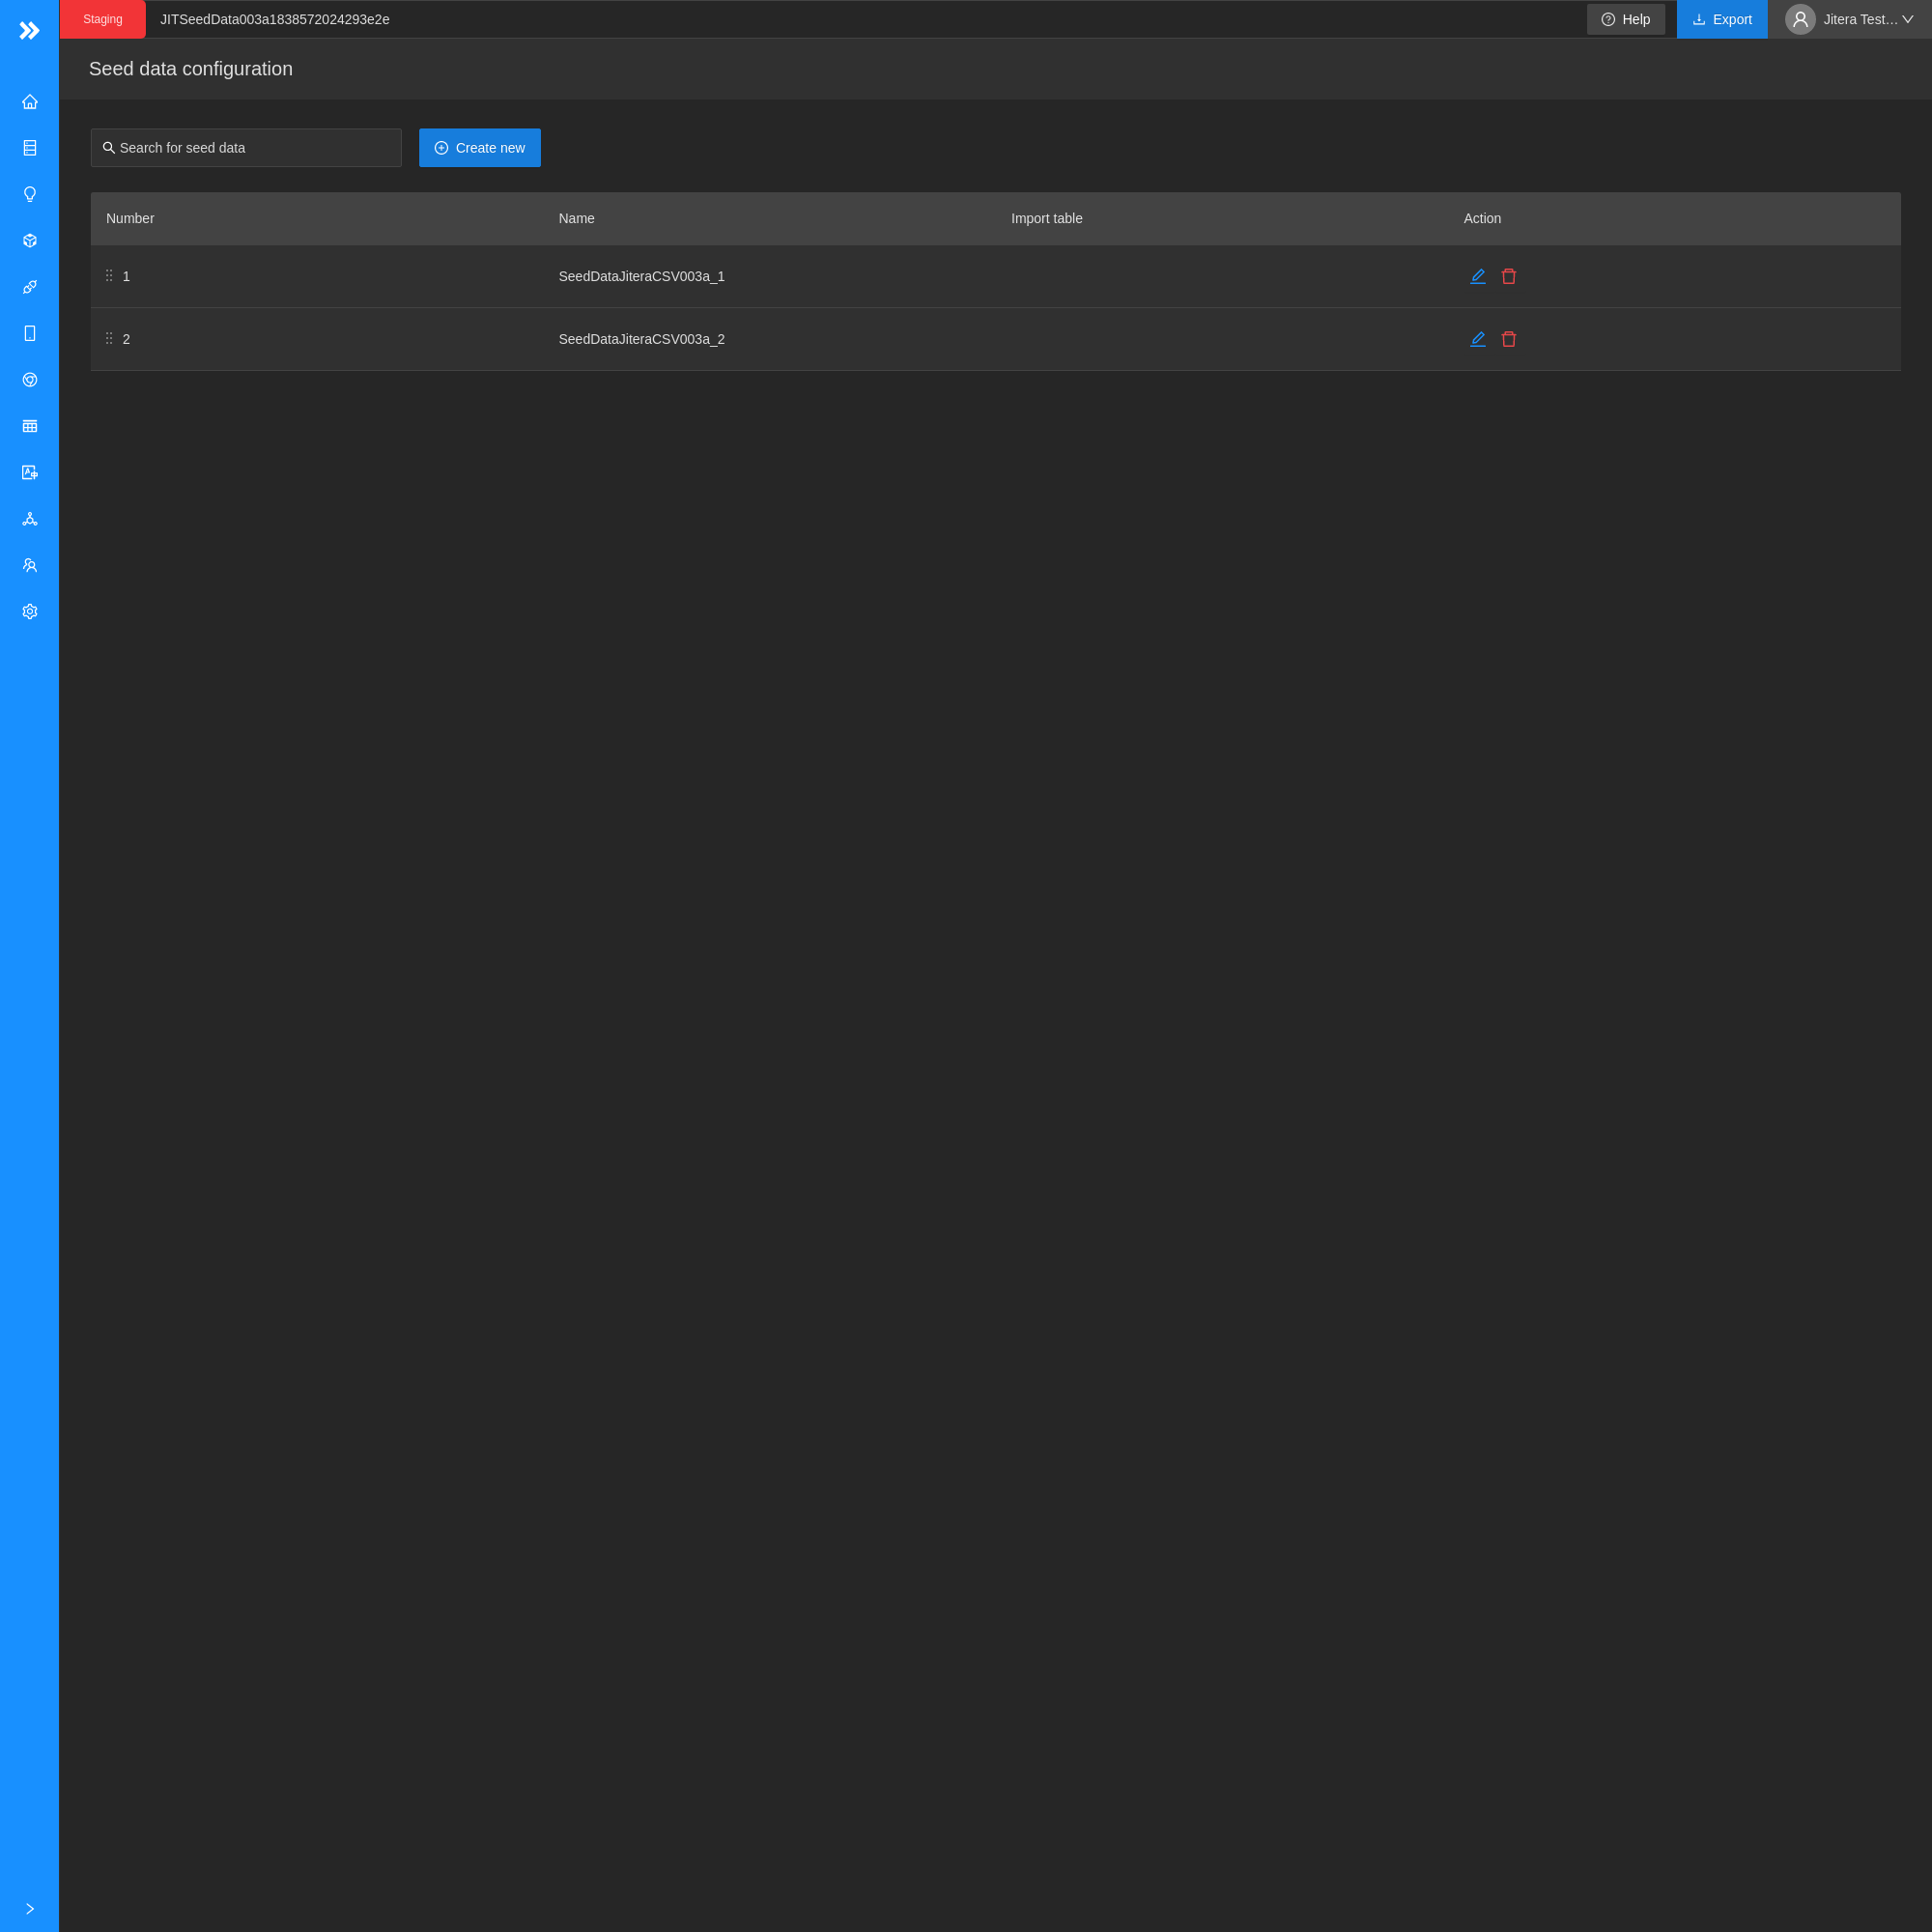 Staging JITSeedData003a1838572024293e2e Help Export Jitera Test…
Seed data configuration
Search for seed data Create new
Number Name Import table Action
1 SeedDataJiteraCSV003a_1
2 SeedDataJiteraCSV003a_2